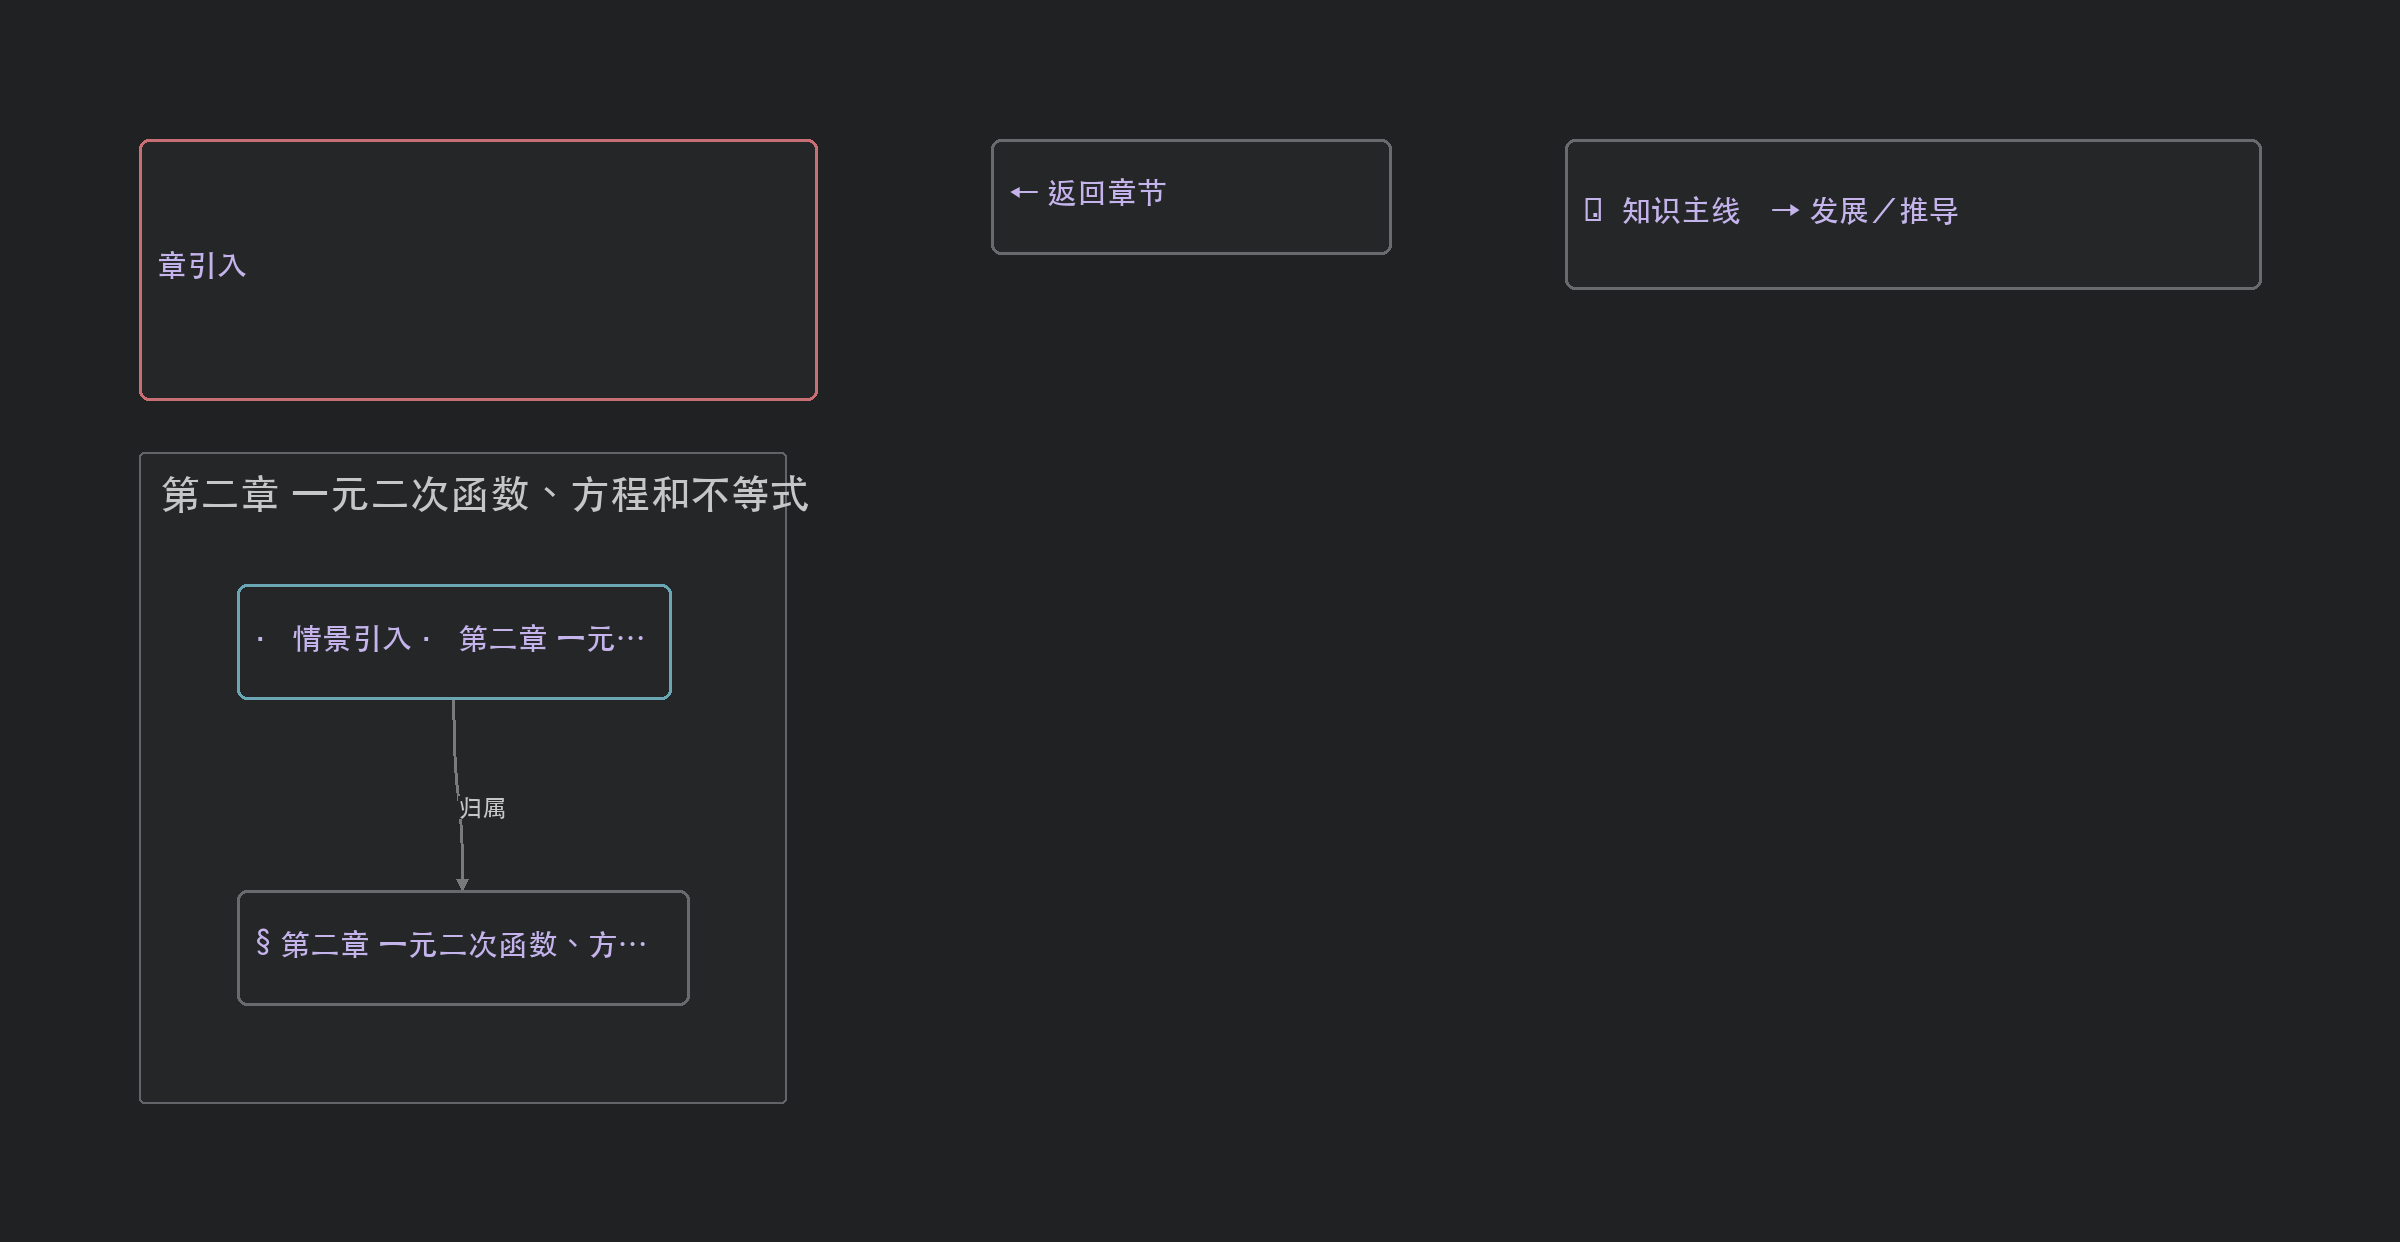 章引入
← 返回章节
知识主线 → 发展／推导
第二章 一元二次函数、方程和不等式
· 情景引入 · 第二章 一元…
归属
§ 第二章 一元二次函数、方…